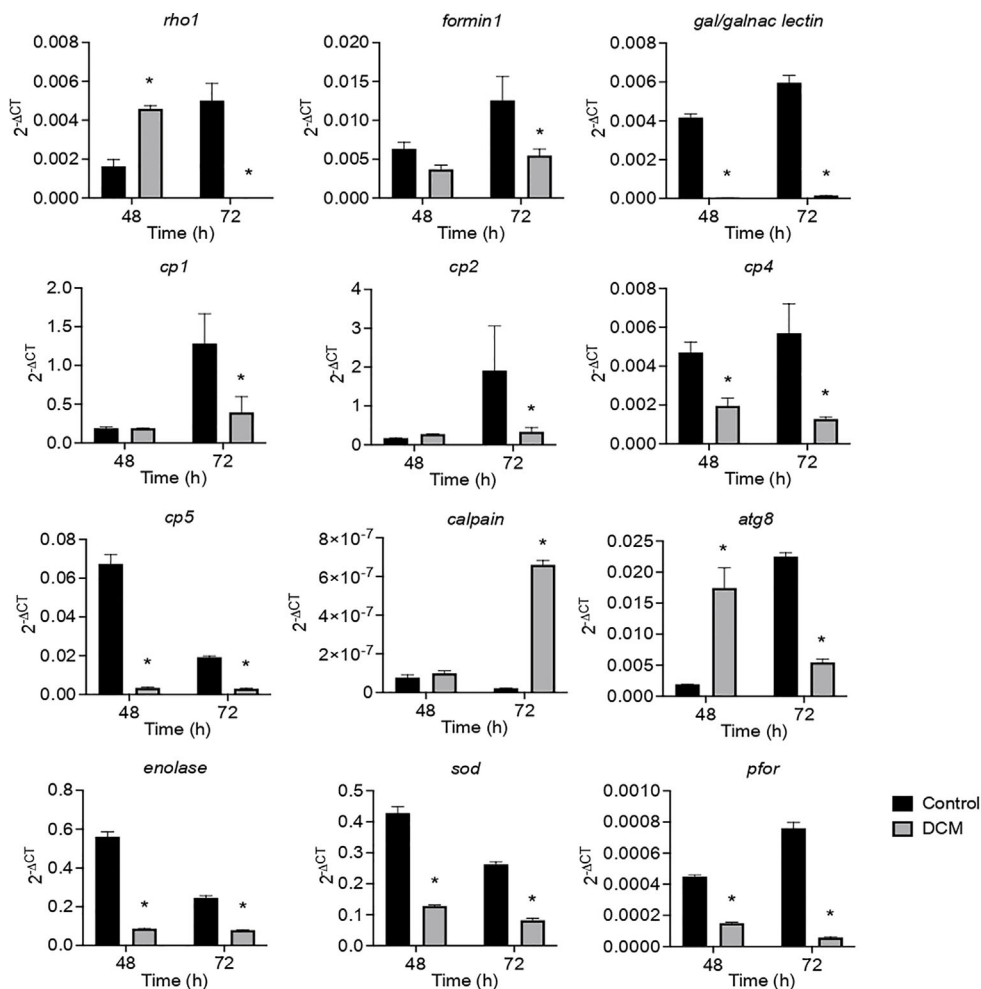 rho1
0.008
0.006
0.004
0.002
0.000
2-ΔCT
*
*
48
72
Time (h)
formin1
0.020
0.015
0.010
0.005
0.000
2-ΔCT
*
48
72
Time (h)
gal/galnac lectin
0.008
0.006
0.004
0.002
0.000
2-ΔCT
*
*
48
72
Time (h)
cp1
2.0
1.5
1.0
0.5
0.0
2-ΔCT
*
48
72
Time (h)
cp2
4
3
2
1
0
2-ΔCT
*
48
72
Time (h)
cp4
0.008
0.006
0.004
0.002
0.000
2-ΔCT
*
*
48
72
Time (h)
cp5
0.08
0.06
0.04
0.02
0.00
2-ΔCT
*
*
48
72
Time (h)
calpain
8×10-7
6×10-7
4×10-7
2×10-7
0
2-ΔCT
*
48
72
Time (h)
atg8
0.025
0.020
0.015
0.010
0.005
0.000
2-ΔCT
*
*
48
72
Time (h)
enolase
0.8
0.6
0.4
0.2
0.0
2-ΔCT
*
*
48
72
Time (h)
sod
0.5
0.4
0.3
0.2
0.1
0.0
2-ΔCT
*
*
48
72
Time (h)
pfor
0.0010
0.0008
0.0006
0.0004
0.0002
0.0000
2-ΔCT
*
*
48
72
Time (h)
Control
DCM